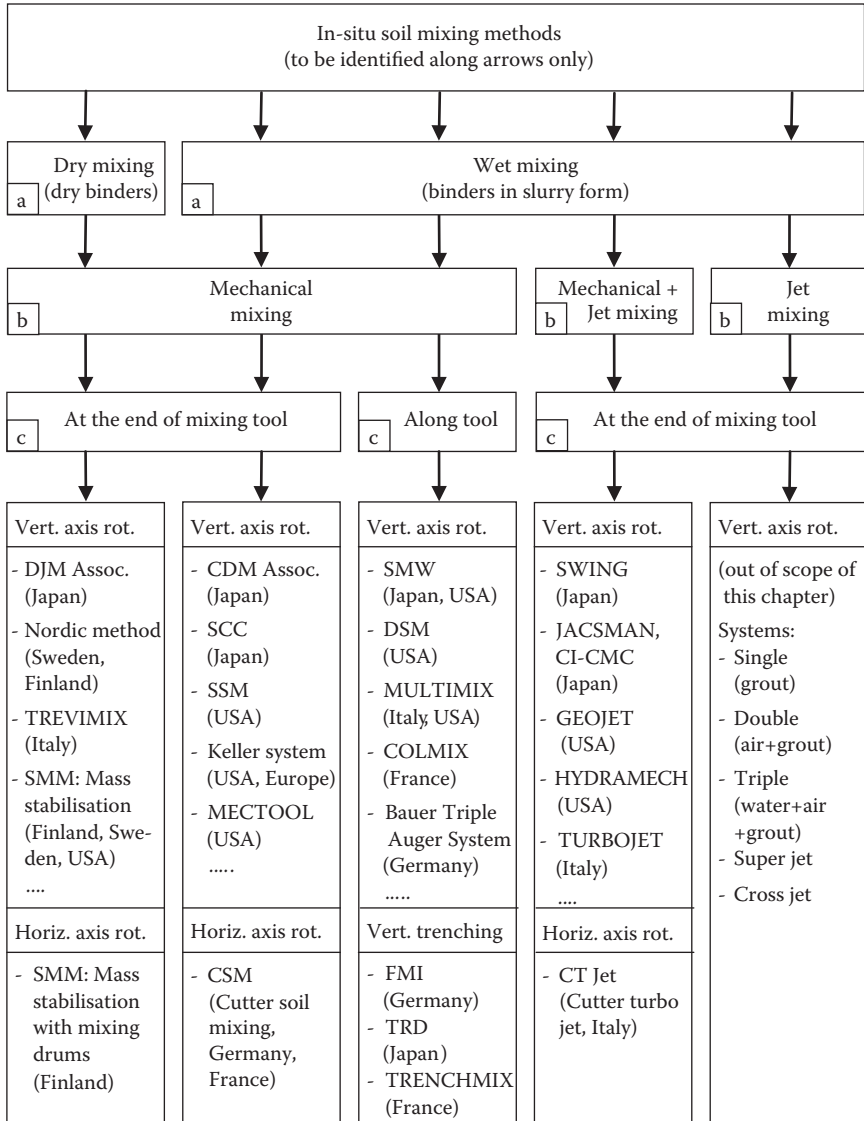 In-situ soil mixing methods
(to be identified along arrows only)
Dry mixing
(dry binders)
a
Wet mixing
(binders in slurry form)
a
Mechanical
mixing
b
Mechanical +
Jet mixing
b
Jet
mixing
b
At the end of mixing tool
c
Along tool
c
At the end of mixing tool
c
Vert. axis rot.
- DJM Assoc.
(Japan)
- Nordic method
(Sweden,
Finland)
- TREVIMIX
(Italy)
- SMM: Mass
stabilisation
(Finland, Swe-
den, USA)
....
Horiz. axis rot.
- SMM: Mass
stabilisation
with mixing
drums
(Finland)
Vert. axis rot.
- CDM Assoc.
(Japan)
- SCC
(Japan)
- SSM
(USA)
- Keller system
(USA, Europe)
- MECTOOL
(USA)
.....
Horiz. axis rot.
- CSM
(Cutter soil
mixing,
Germany,
France)
Vert. axis rot.
- SMW
(Japan, USA)
- DSM
(USA)
- MULTIMIX
(Italy, USA)
- COLMIX
(France)
- Bauer Triple
Auger System
(Germany)
.....
Vert. trenching
- FMI
(Germany)
- TRD
(Japan)
- TRENCHMIX
(France)
Vert. axis rot.
- SWING
(Japan)
- JACSMAN,
CI-CMC
(Japan)
- GEOJET
(USA)
- HYDRAMECH
(USA)
- TURBOJET
(Italy)
....
Horiz. axis rot.
- CT Jet
(Cutter turbo
jet, Italy)
Vert. axis rot.
(out of scope of
this chapter)
Systems:
- Single
(grout)
- Double
(air+grout)
- Triple
(water+air
+grout)
- Super jet
- Cross jet